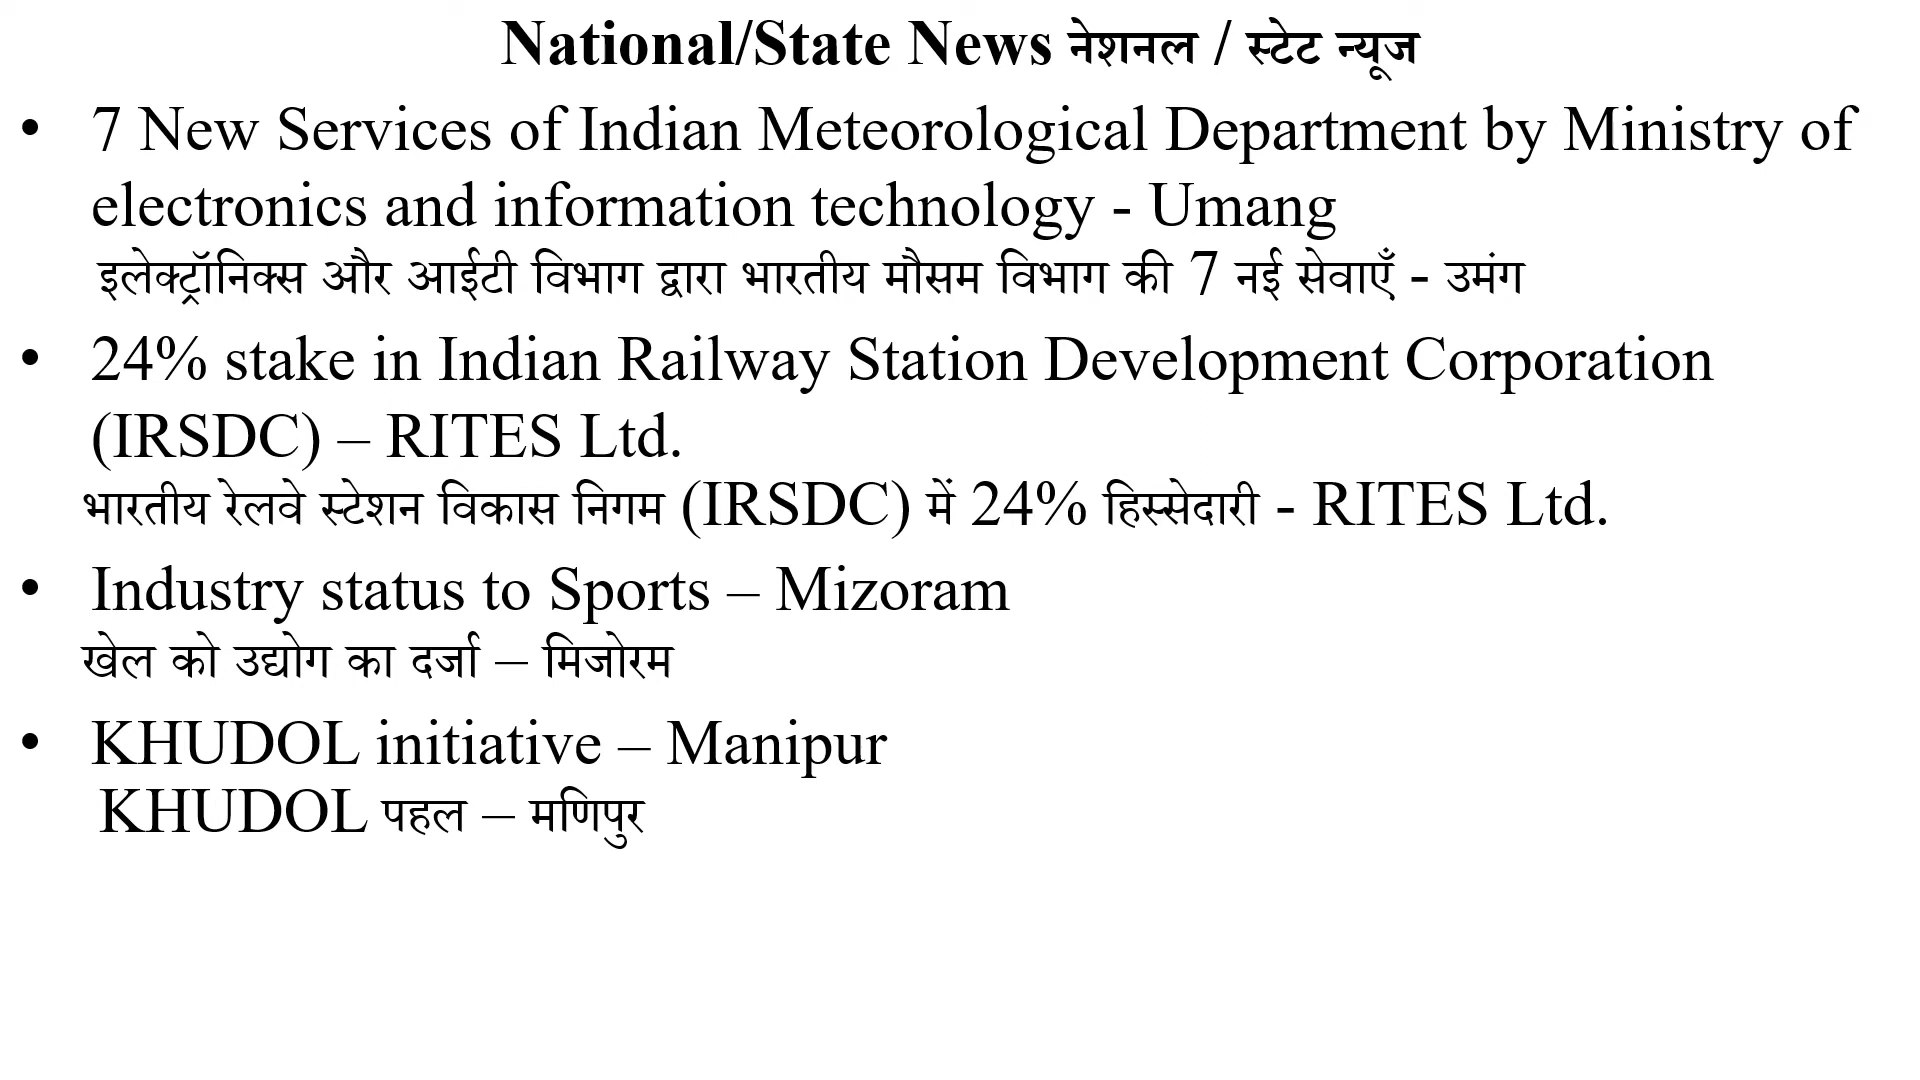 National/State News नेशनल / स्टेट न्यूज
• 7 New Services of Indian Meteorological Department by Ministry of
electronics and information technology - Umang
इलेक्ट्रॉनिक्स और आईटी विभाग द्वारा भारतीय मौसम विभाग की 7 नई सेवाएँ - उमंग
• 24% stake in Indian Railway Station Development Corporation
(IRSDC) – RITES Ltd.
भारतीय रेलवे स्टेशन विकास निगम (IRSDC) में 24% हिस्सेदारी - RITES Ltd.
• Industry status to Sports – Mizoram
खेल को उद्योग का दर्जा – मिजोरम
• KHUDOL initiative – Manipur
KHUDOL पहल – मणिपुर